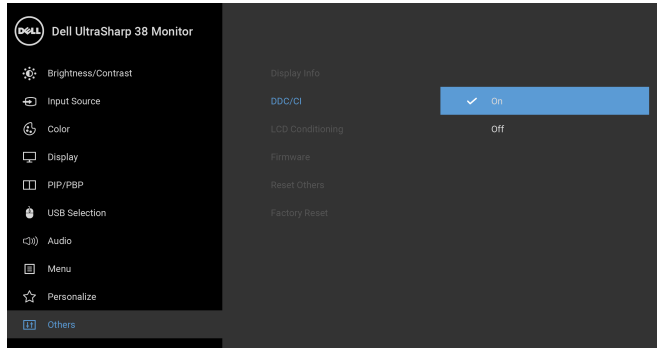 DELL Dell UltraSharp 38 Monitor
Brightness/Contrast
Input Source
Color
Display
PIP/PBP
USB Selection
Audio
Menu
Personalize
Others
Display Info
DDC/CI
LCD Conditioning
Firmware
Reset Others
Factory Reset
On
Off